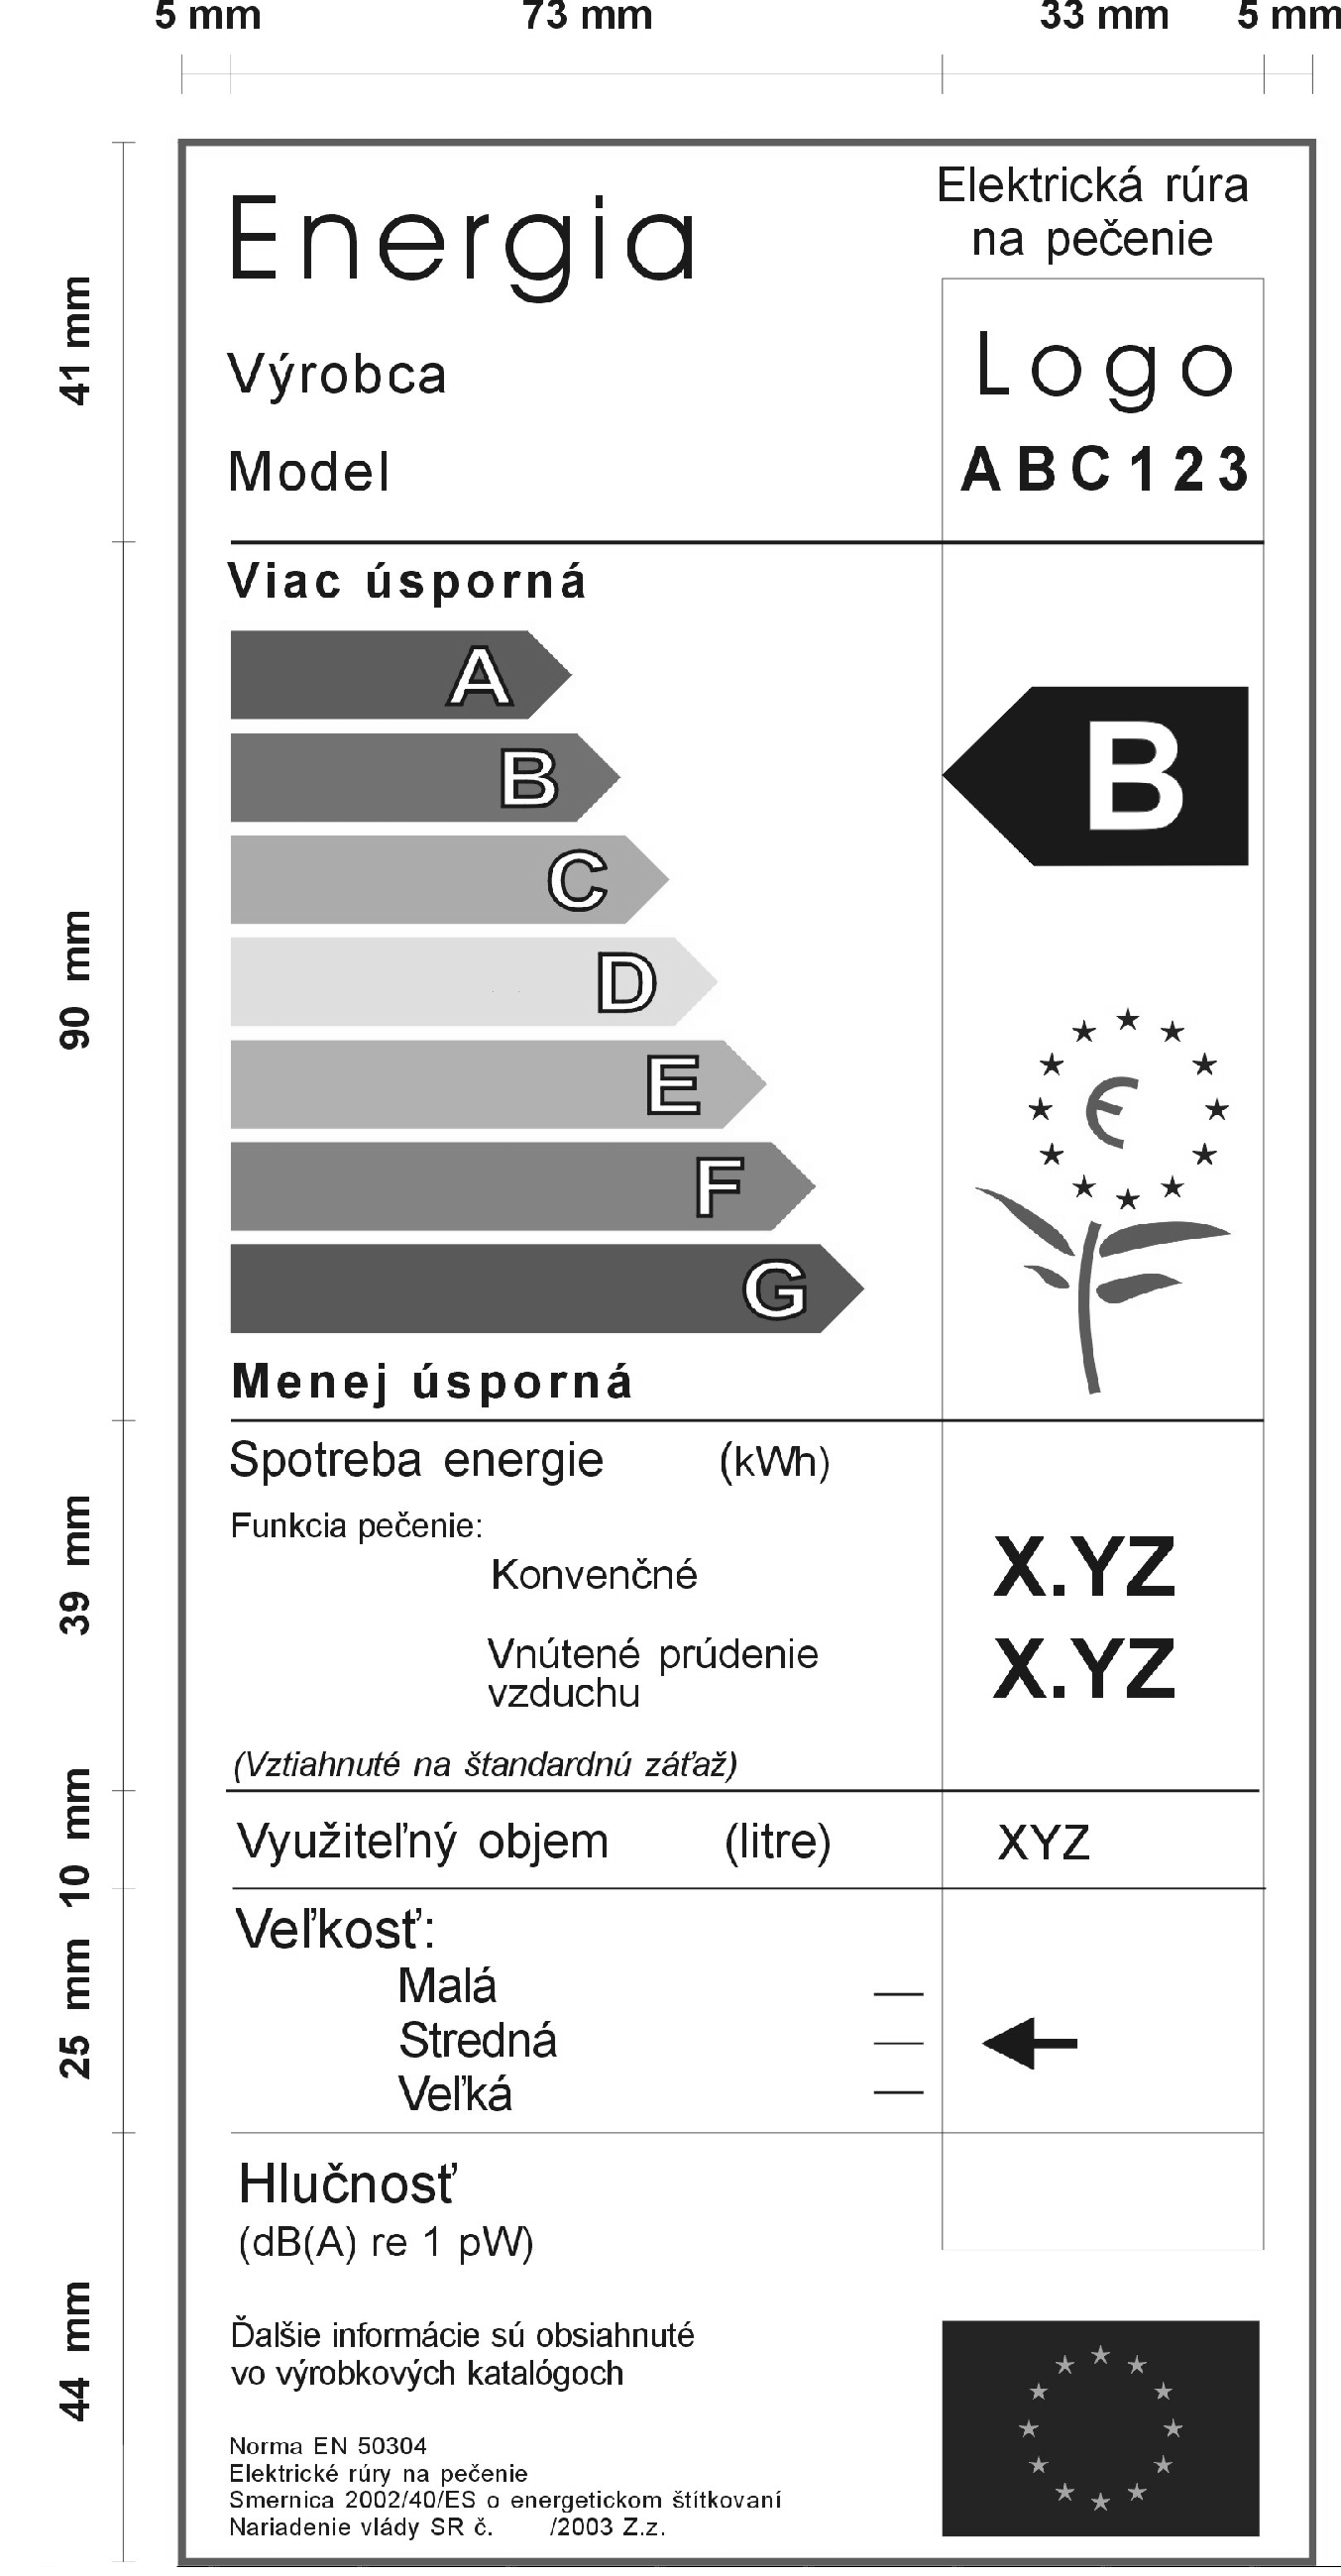 5 mm 73 mm 33 mm 5 mm
41 mm
90 mm
39 mm
10 mm
25 mm
44 mm
Energia
Elektrická rúra
na pečenie
Výrobca
Logo
Model
ABC123
Viac úsporná
A
B
C
D
E
F
G
B
Menej úsporná
Spotreba energie (kWh)
Funkcia pečenie:
Konvenčné
X.YZ
Vnútené prúdenie
vzduchu
X.YZ
(Vztiahnuté na štandardnú záťaž)
Využiteľný objem (litre) XYZ
Veľkosť:
Malá —
Stredná —
Veľká —
Hlučnosť
(dB(A) re 1 pW)
Ďalšie informácie sú obsiahnuté
vo výrobkových katalógoch
Norma EN 50304
Elektrické rúry na pečenie
Smernica 2002/40/ES o energetickom štítkovaní
Nariadenie vlády SR č. /2003 Z.z.